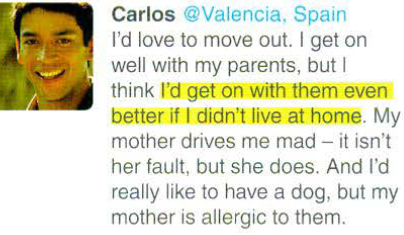 Carlos @Valencia, Spain
I'd love to move out. I get on
well with my parents, but I
think I'd get on with them even
better if I didn't live at home. My
mother drives me mad – it isn't
her fault, but she does. And I'd
really like to have a dog, but my
mother is allergic to them.